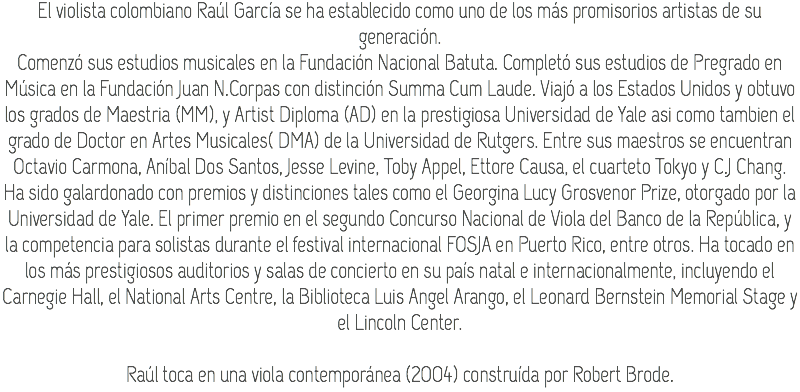 El violista colombiano Raúl García se ha establecido como uno de los más promisorios artistas de su
generación.
Comenzó sus estudios musicales en la Fundación Nacional Batuta. Completó sus estudios de Pregrado en
Música en la Fundación Juan N.Corpas con distinción Summa Cum Laude. Viajó a los Estados Unidos y obtuvo
los grados de Maestria (MM), y Artist Diploma (AD) en la prestigiosa Universidad de Yale asi como tambien el
grado de Doctor en Artes Musicales( DMA) de la Universidad de Rutgers. Entre sus maestros se encuentran
Octavio Carmona, Aníbal Dos Santos, Jesse Levine, Toby Appel, Ettore Causa, el cuarteto Tokyo y C.J Chang.
Ha sido galardonado con premios y distinciones tales como el Georgina Lucy Grosvenor Prize, otorgado por la
Universidad de Yale. El primer premio en el segundo Concurso Nacional de Viola del Banco de la República, y
la competencia para solistas durante el festival internacional FOSJA en Puerto Rico, entre otros. Ha tocado en
los más prestigiosos auditorios y salas de concierto en su país natal e internacionalmente, incluyendo el
Carnegie Hall, el National Arts Centre, la Biblioteca Luis Angel Arango, el Leonard Bernstein Memorial Stage y
el Lincoln Center.
Raúl toca en una viola contemporánea (2004) construída por Robert Brode.